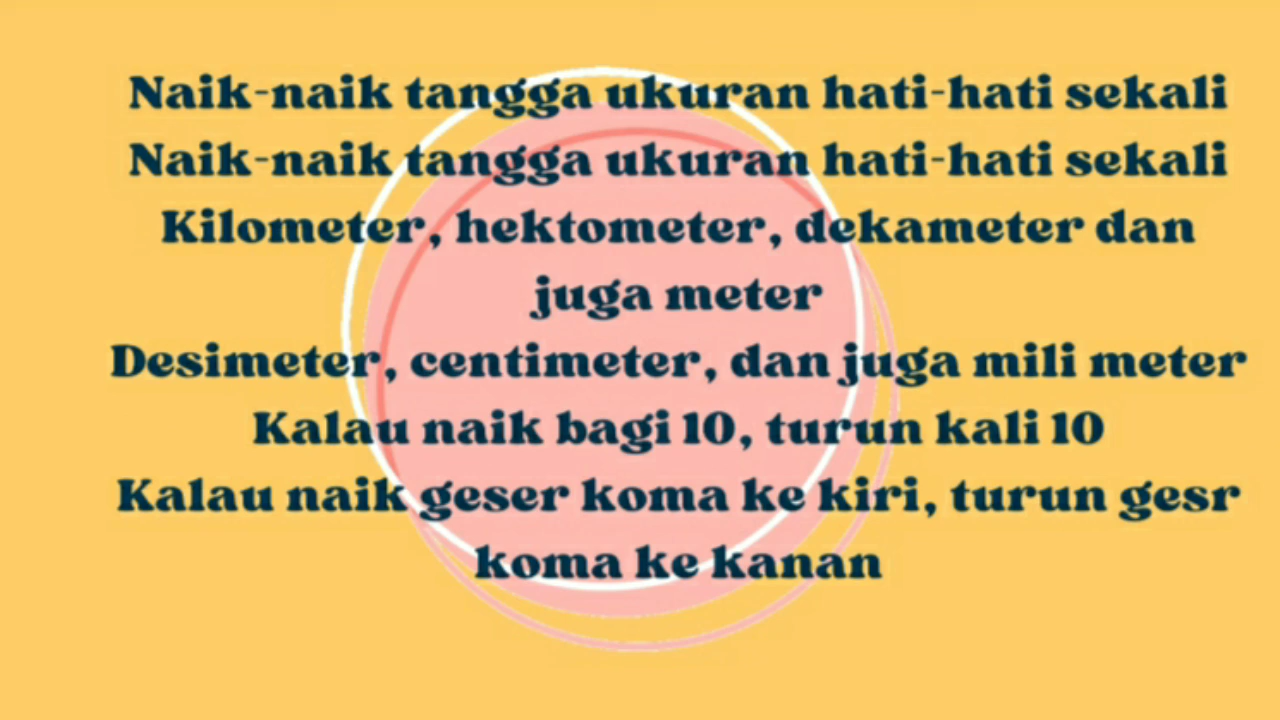 Naik-naik tangga ukuran hati-hati sekali
Naik-naik tangga ukuran hati-hati sekali
Kilometer, hektometer, dekameter dan
juga meter
Desimeter, centimeter, dan juga mili meter
Kalau naik bagi 10, turun kali 10
Kalau naik geser koma ke kiri, turun gesr
koma ke kanan